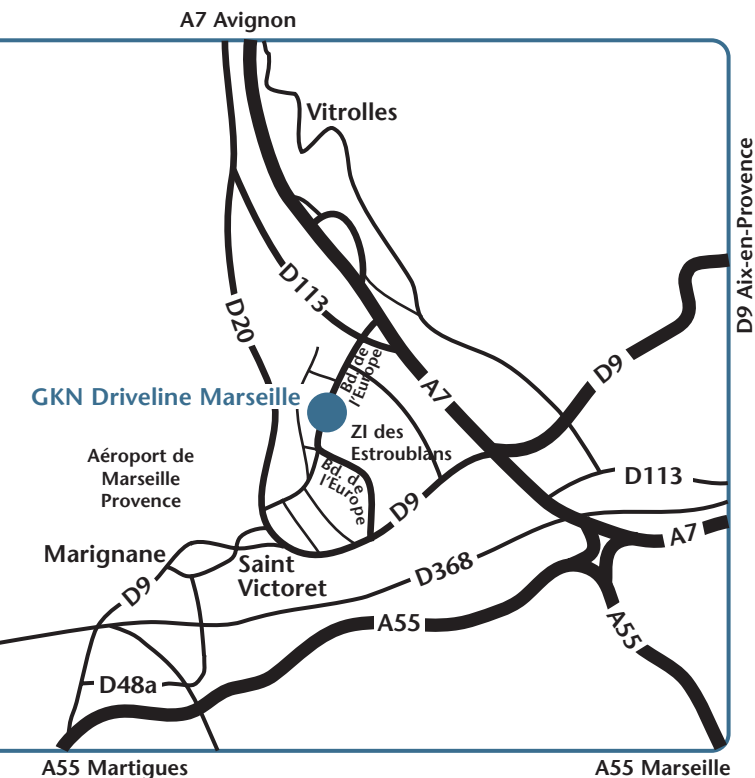 A7 Avignon
Vitrolles
D9 Aix-en-Provence
D113
D20
D9
Bd. de
l'Europe
A7
GKN Driveline Marseille
ZI des
Estroublans
Aéroport de
Marseille
Provence
Bd. de
l'Europe
D113
D9
A7
Marignane
Saint
Victoret
D368
D9
A55
A55
D48a
A55 Martigues
A55 Marseille